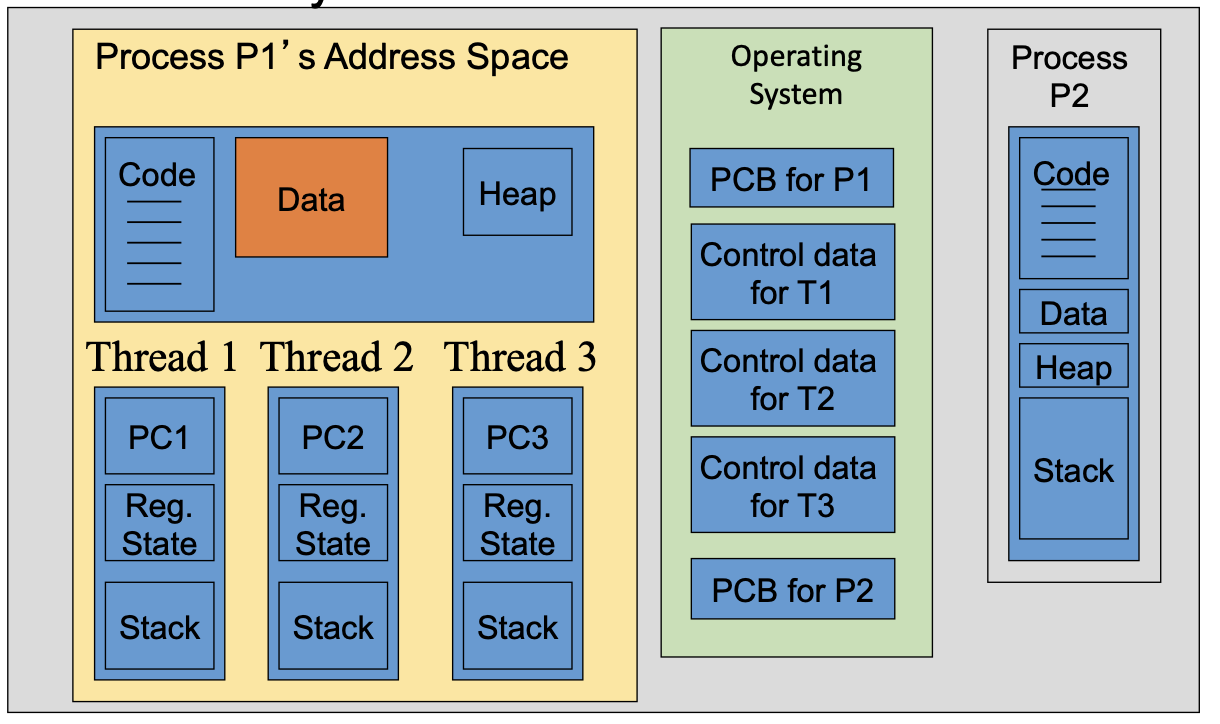 Process P1’s Address Space
Code
Data
Heap
Thread 1 Thread 2 Thread 3
PC1
Reg.
State
Stack
PC2
Reg.
State
Stack
PC3
Reg.
State
Stack
Operating
System
PCB for P1
Control data
for T1
Control data
for T2
Control data
for T3
PCB for P2
Process
P2
Code
Data
Heap
Stack